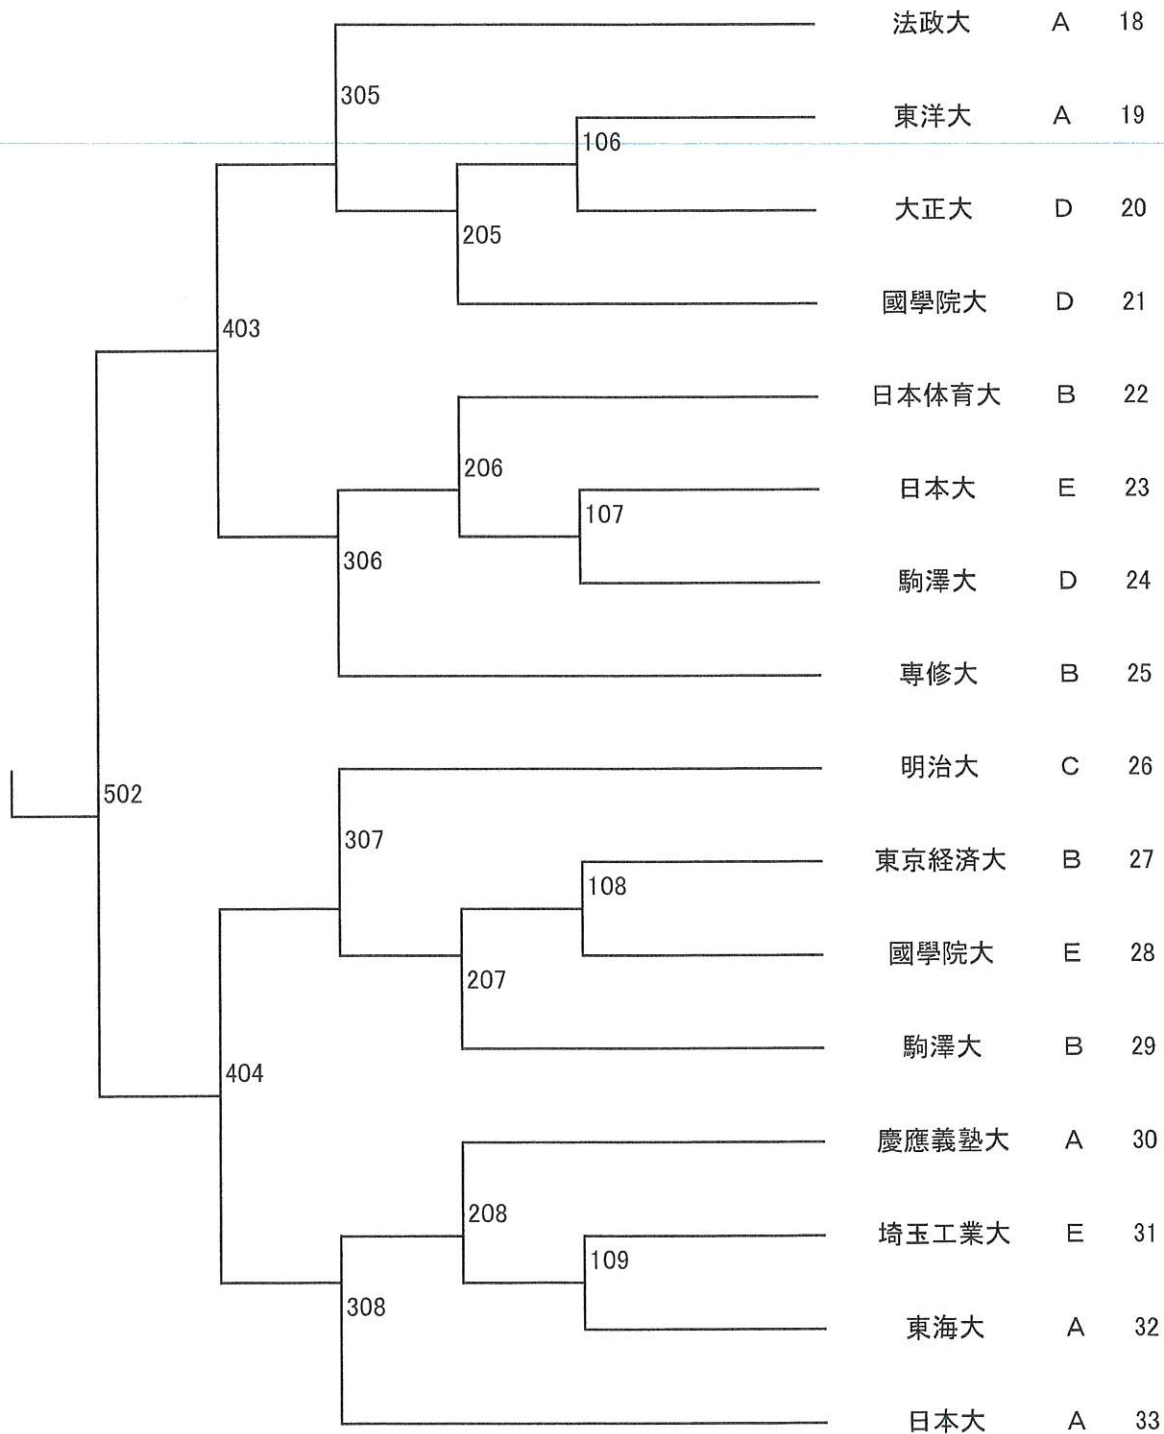 法政大 A 18
305
東洋大 A 19
106
大正大 D 20
205
國學院大 D 21
403
日本体育大 B 22
206
日本大 E 23
107
306
駒澤大 D 24
専修大 B 25
明治大 C 26
502
307
東京経済大 B 27
108
國學院大 E 28
207
駒澤大 B 29
404
慶應義塾大 A 30
208
埼玉工業大 E 31
109
308
東海大 A 32
日本大 A 33